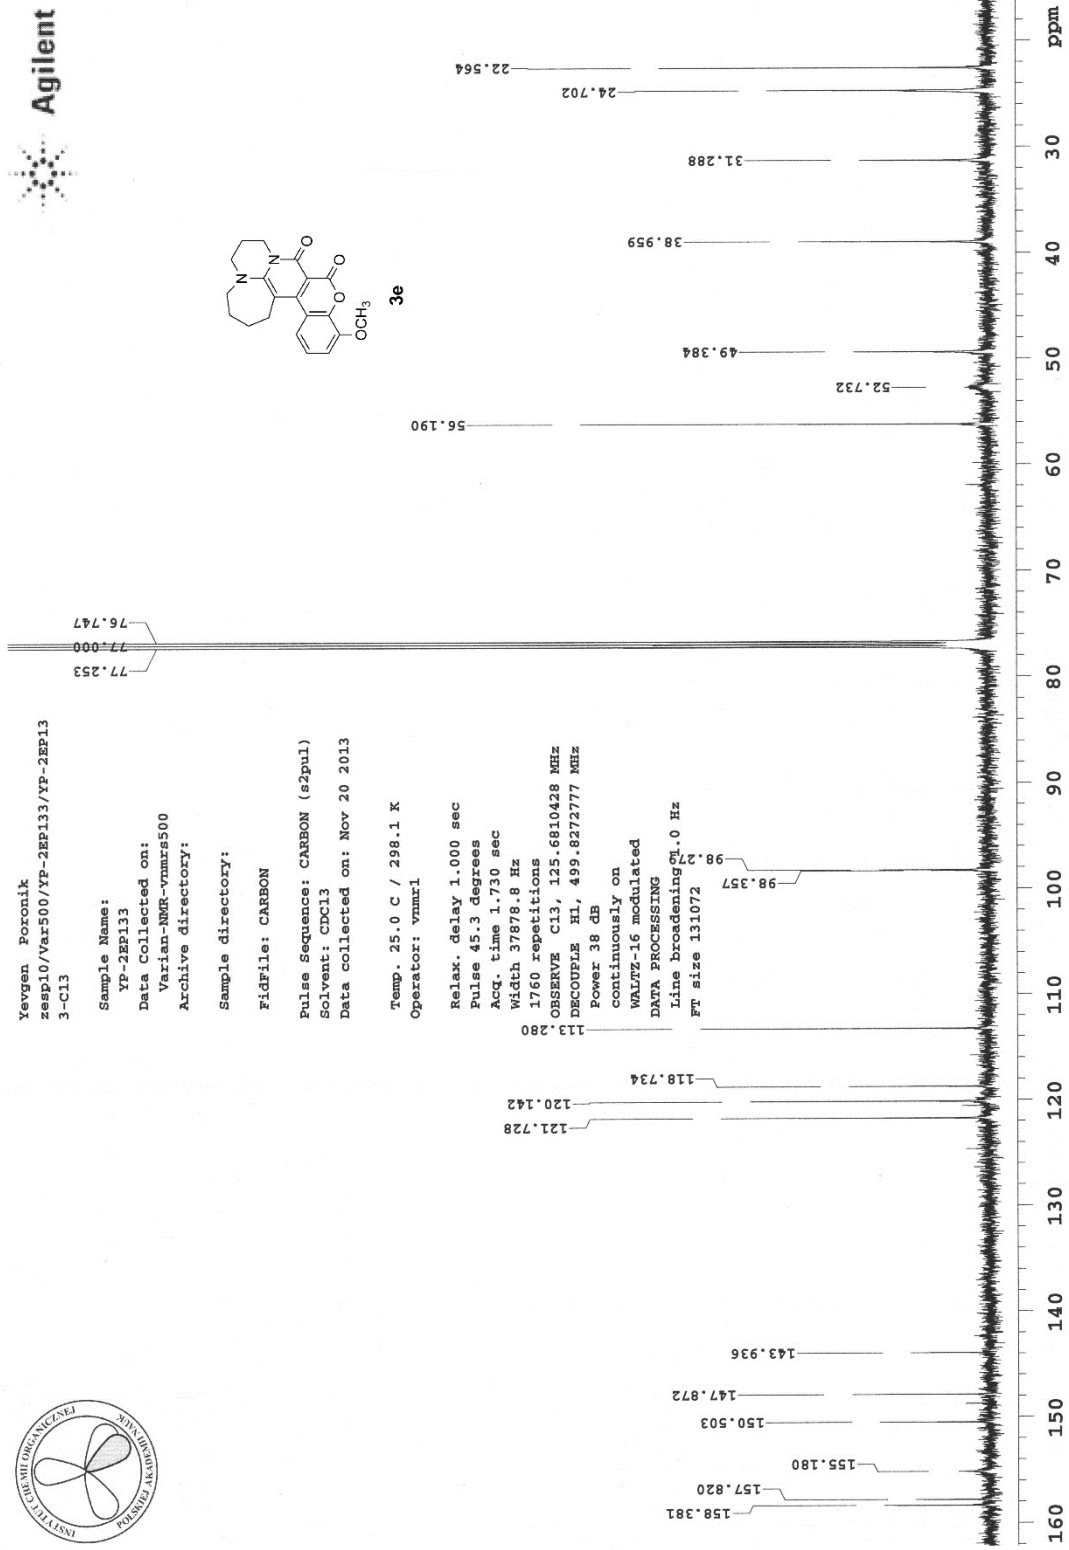 Agilent
Yevgen Poronik
zesp10/Var500/YP-2EP133/YP-2EP13
3-C13
Sample Name:
YP-2EP133
Data Collected on:
Varian-NMR-vnmrs500
Archive directory:
Sample directory:
FidFile: CARBON
Pulse Sequence: CARBON (s2pul)
Solvent: CDCl3
Data collected on: Nov 20 2013
Temp. 25.0 C / 298.1 K
Operator: vnmr1
Relax. delay 1.000 sec
Pulse 45.3 degrees
Acq. time 1.730 sec
Width 37878.8 Hz
1760 repetitions
OBSERVE C13, 125.6810428 MHz
DECOUPLE H1, 499.8272777 MHz
Power 38 dB
continuously on
WALTZ-16 modulated
DATA PROCESSING
Line broadening 1.0 Hz
FT size 131072
INSTYTUT CHEMII ORGANICZNEJ
POLSKIEJ AKADEMII NAUK
N
N
O
O
O
OCH3
3e
158.381
157.820
155.180
150.503
147.872
143.936
121.728
120.142
118.734
113.280
98.357
98.279
77.253
77.000
76.747
56.190
52.732
49.384
38.959
31.288
24.702
22.564
160
150
140
130
120
110
100
90
80
70
60
50
40
30
ppm